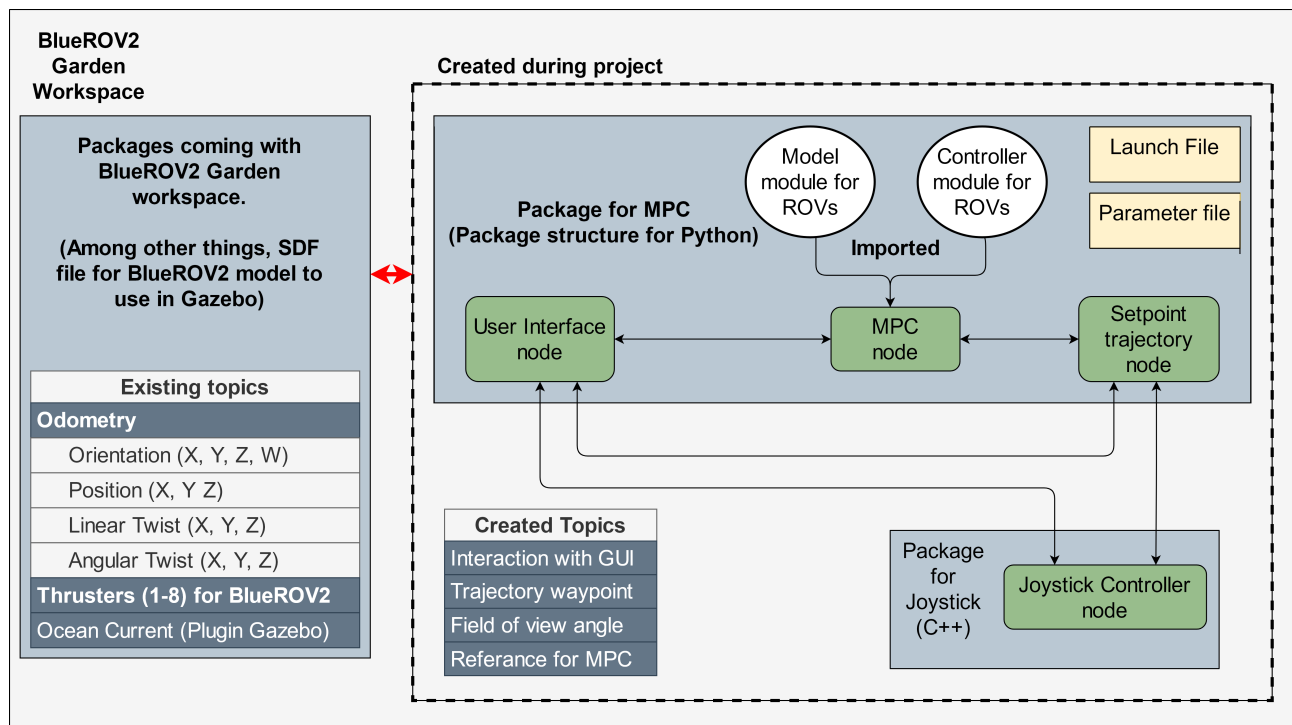 BlueROV2
Garden
Workspace
Packages coming with
BlueROV2 Garden
workspace.
(Among other things, SDF
file for BlueROV2 model to
use in Gazebo)
Existing topics
Odometry
Orientation (X, Y, Z, W)
Position (X, Y Z)
Linear Twist (X, Y, Z)
Angular Twist (X, Y, Z)
Thrusters (1-8) for BlueROV2
Ocean Current (Plugin Gazebo)
Created during project
Package for MPC
(Package structure for Python)
Model
module for
ROVs
Controller
module for
ROVs
Imported
Launch File
Parameter file
User Interface
node
MPC
node
Setpoint
trajectory
node
Created Topics
Interaction with GUI
Trajectory waypoint
Field of view angle
Referance for MPC
Package
for
Joystick
(C++)
Joystick Controller
node